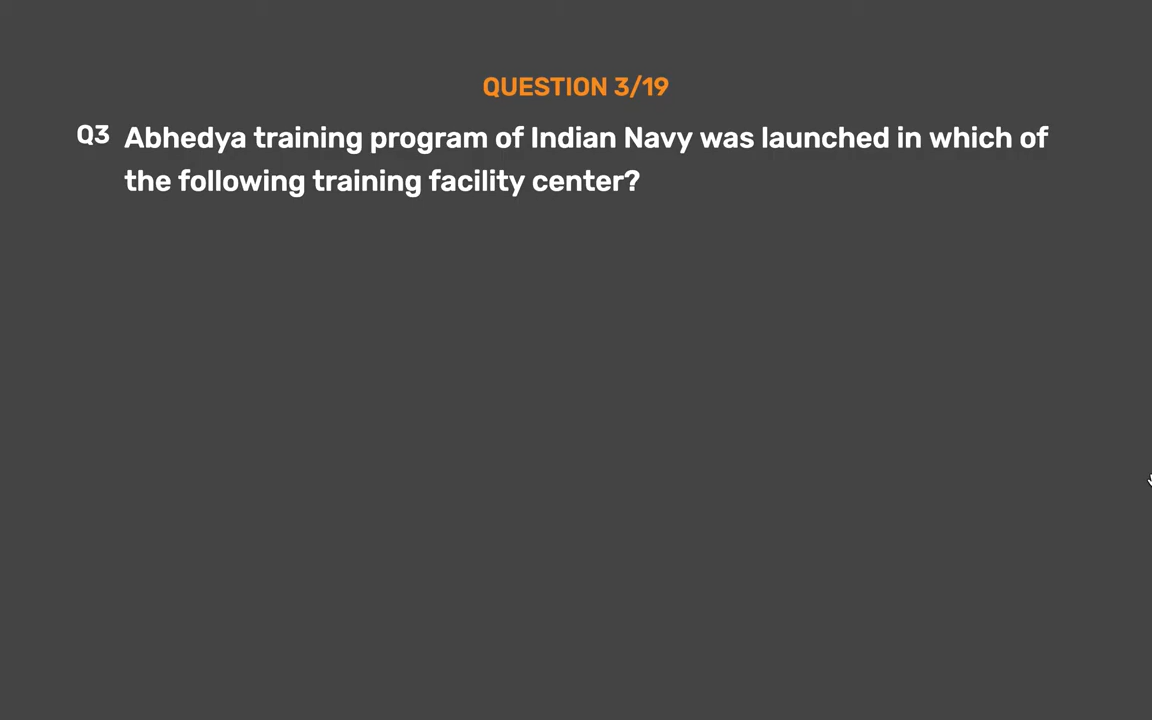 QUESTION 3/19
Q3 Abhedya training program of Indian Navy was launched in which of
the following training facility center?